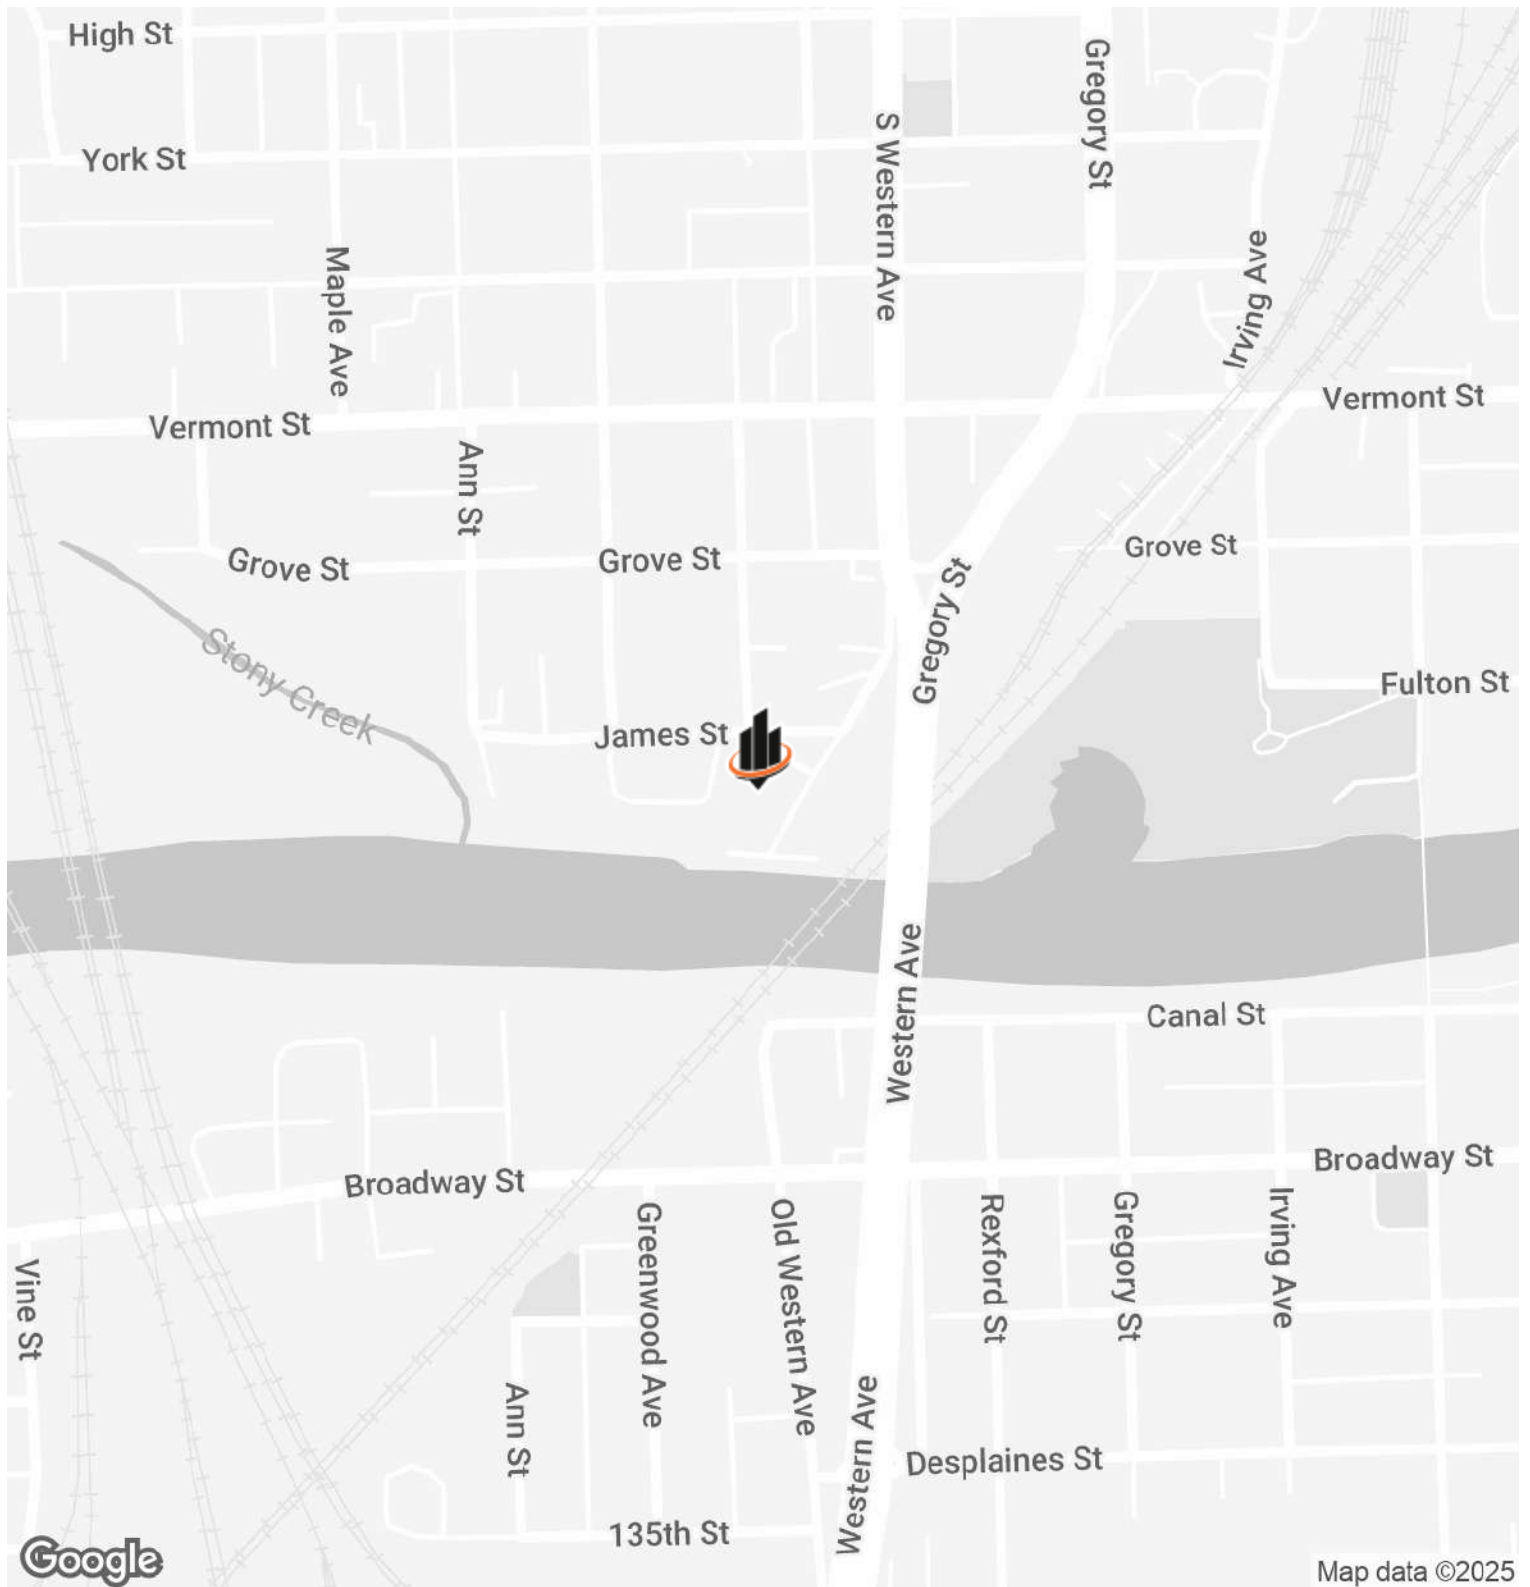 High St
Gregory St
S Western Ave
York St
Maple Ave
Irving Ave
Vermont St
Vermont St
Ann St
Grove St
Grove St
Grove St
Gregory St
Stony Creek
Fulton St
James St
Western Ave
Canal St
Broadway St
Broadway St
Vine St
Greenwood Ave
Old Western Ave
Rexford St
Gregory St
Irving Ave
Ann St
Western Ave
Desplaines St
135th St
Google
Map data ©2025